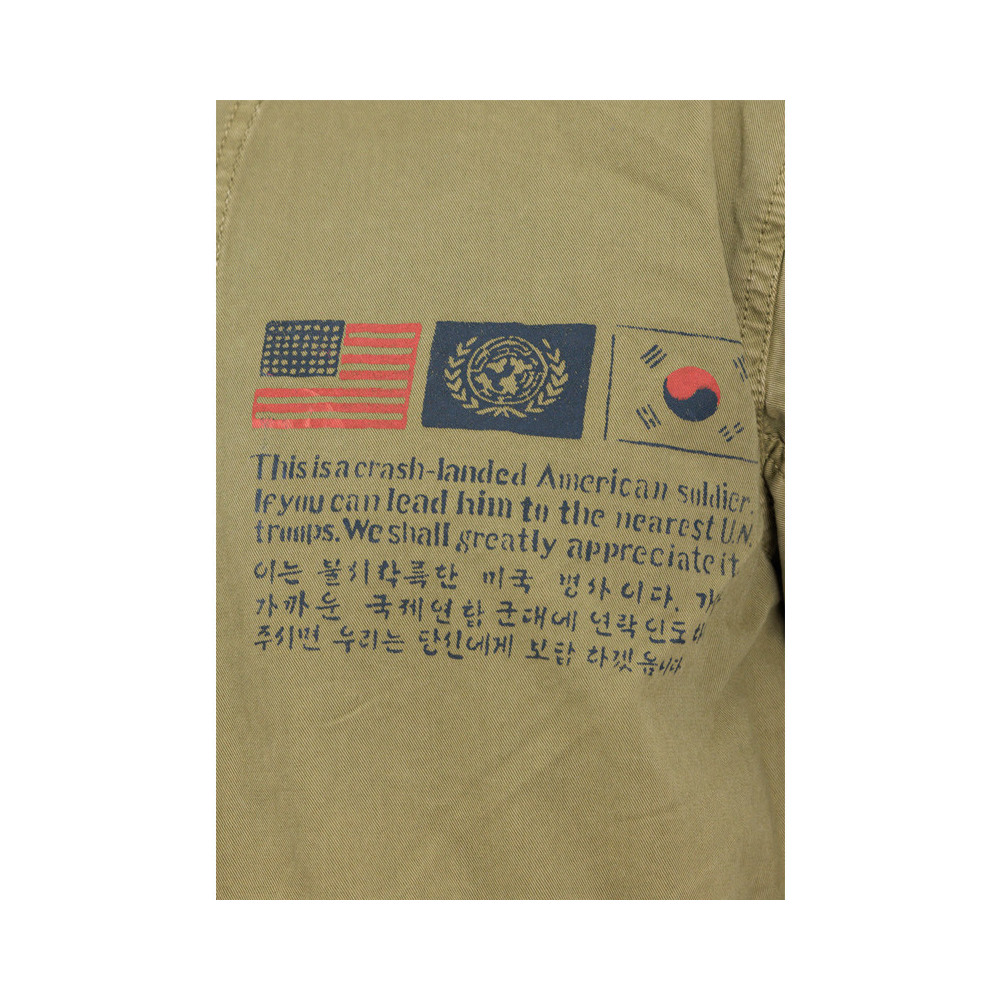 This is a crash-landed American soldier.
If you can lead him to the nearest U.N.
troops. We shall greatly appreciate it
이는 불시착륙한 미국 병사이다.
가까운 국제연합 군대에 연락인도
주시면 우리는 당신에게 보답 하겠읍니다